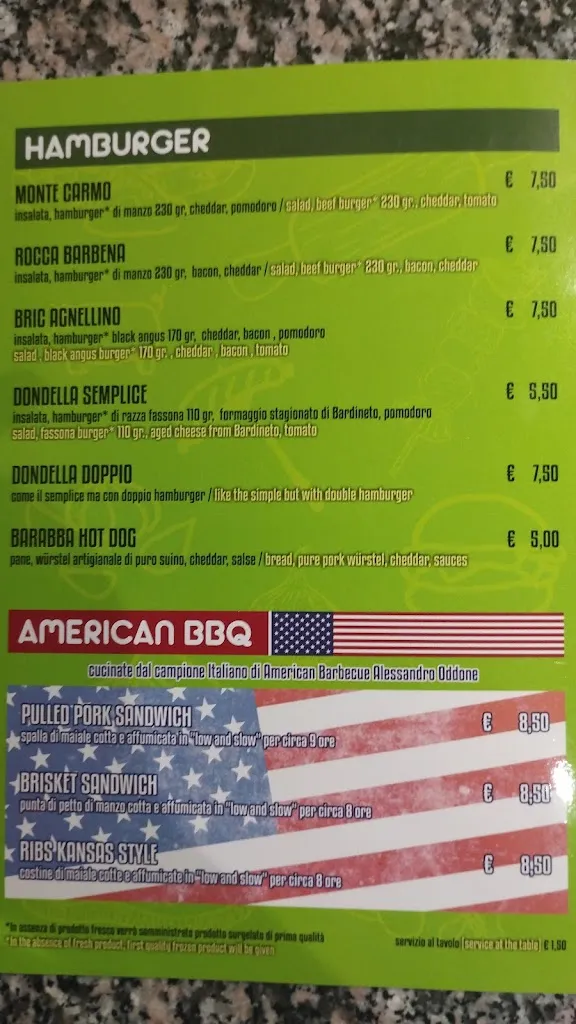 HAMBURGER
MONTE CARMO € 7,50
insalata, hamburger* di manzo 230 gr, cheddar, pomodoro / salad, beef burger* 230 gr., cheddar, tomato
ROCCA BARBENA € 7,50
insalata, hamburger* di manzo 230 gr, bacon, cheddar / salad, beef burger* 230 gr., bacon, cheddar
BRIC AGNELLINO € 7,50
insalata, hamburger* black angus 170 gr, cheddar, bacon , pomodoro
salad , black angus burger* 170 gr. , cheddar , bacon , tomato
DONDELLA SEMPLICE € 5,50
insalata, hamburger* di razza fassona 110 gr, formaggio stagionato di Bardineto, pomodoro
salad, fassona burger* 110 gr., aged cheese from Bardineto, tomato
DONDELLA DOPPIO € 7,50
come il semplice ma con doppio hamburger / like the simple but with double hamburger
BARABBA HOT DOG € 5,00
pane, würstel artigianale di puro suino, cheddar, salse / bread, pure pork würstel, cheddar, sauces
AMERICAN BBQ
cucinate dal campione Italiano di American Barbecue Alessandro Oddone
PULLED PORK SANDWICH € 8,50
spalla di maiale cotta e affumicata in "low and slow" per circa 9 ore
BRISKET SANDWICH € 8,50
punta di petto di manzo cotta e affumicata in "low and slow" per circa 8 ore
RIBS KANSAS STYLE € 8,50
costine di maiale cotte e affumicate in "low and slow" per circa 8 ore
*In assenza di prodotto fresco verrà somministrato prodotto surgelato di prima qualità
*In the absence of fresh product, first quality frozen product will be given
servizio al tavolo (service at the table) € 1,50